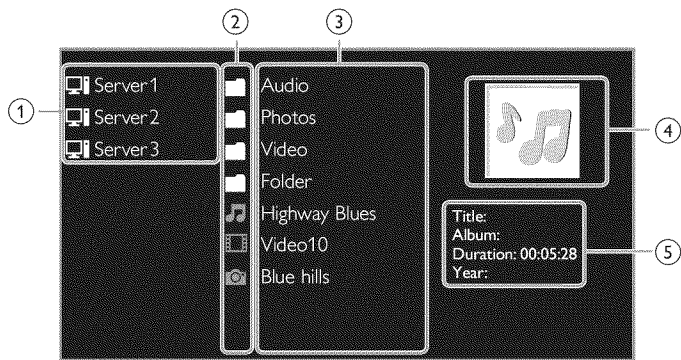 2
3
1
4
5
Server1
Server2
Server3
Audio
Photos
Video
Folder
Highway Blues
Video10
Blue hills
Title:
Album:
Duration: 00:05:28
Year: